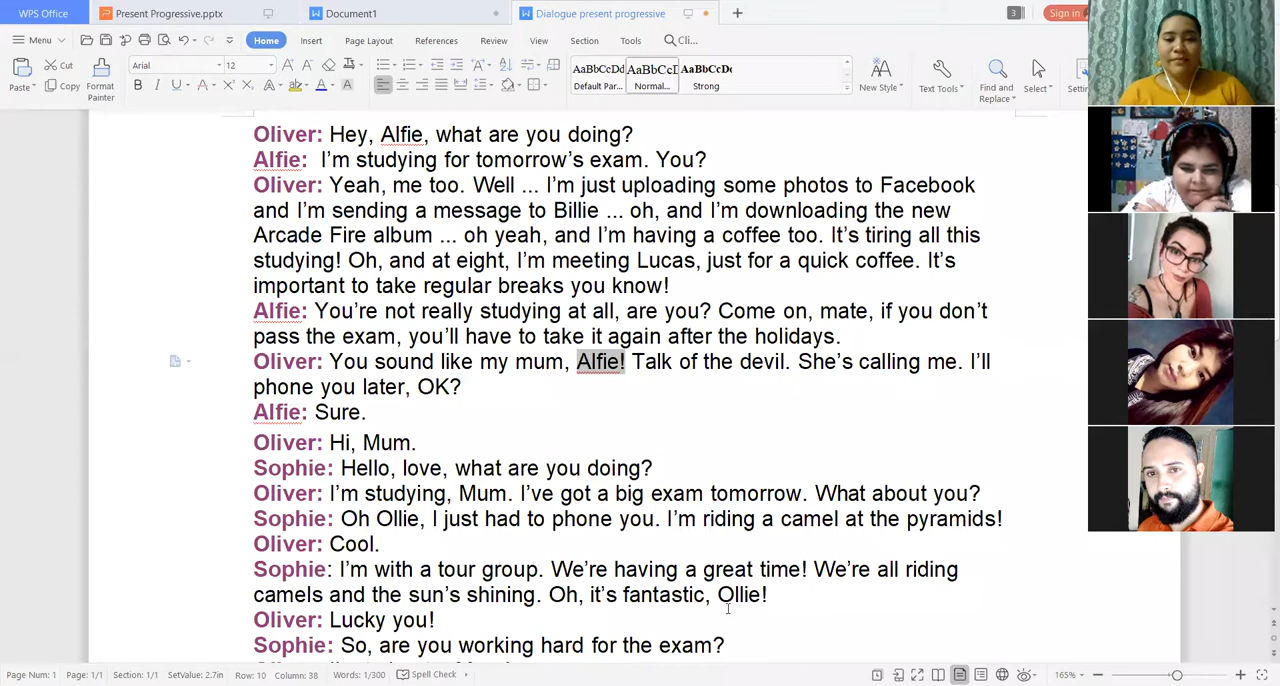 WPS Office Present Progressive.pptx Document1 Dialogue present progressive 3 Sign in
Menu Home Insert Page Layout References Review View Section Tools Cli...
Paste Cut Copy Format Painter Arial 12 AaBbCcDd AaBbCcD AaBbCcDd New Style Text Tools Find and Replace Select
Default Par... Normal... Strong
Oliver: Hey, Alfie, what are you doing?
Alfie: I'm studying for tomorrow's exam. You?
Oliver: Yeah, me too. Well ... I'm just uploading some photos to Facebook
and I'm sending a message to Billie ... oh, and I'm downloading the new
Arcade Fire album ... oh yeah, and I'm having a coffee too. It's tiring all this
studying! Oh, and at eight, I'm meeting Lucas, just for a quick coffee. It's
important to take regular breaks you know!
Alfie: You're not really studying at all, are you? Come on, mate, if you don't
pass the exam, you'll have to take it again after the holidays.
Oliver: You sound like my mum, Alfie! Talk of the devil. She's calling me. I'll
phone you later, OK?
Alfie: Sure.
Oliver: Hi, Mum.
Sophie: Hello, love, what are you doing?
Oliver: I'm studying, Mum. I've got a big exam tomorrow. What about you?
Sophie: Oh Ollie, I just had to phone you. I'm riding a camel at the pyramids!
Oliver: Cool.
Sophie: I'm with a tour group. We're having a great time! We're all riding
camels and the sun's shining. Oh, it's fantastic, Ollie!
Oliver: Lucky you!
Sophie: So, are you working hard for the exam?
Page Num: 1 Page: 1/1 Section: 1/1 SetValue: 2.7in Row: 10 Column: 38 Words: 1/300 Spell Check 165%